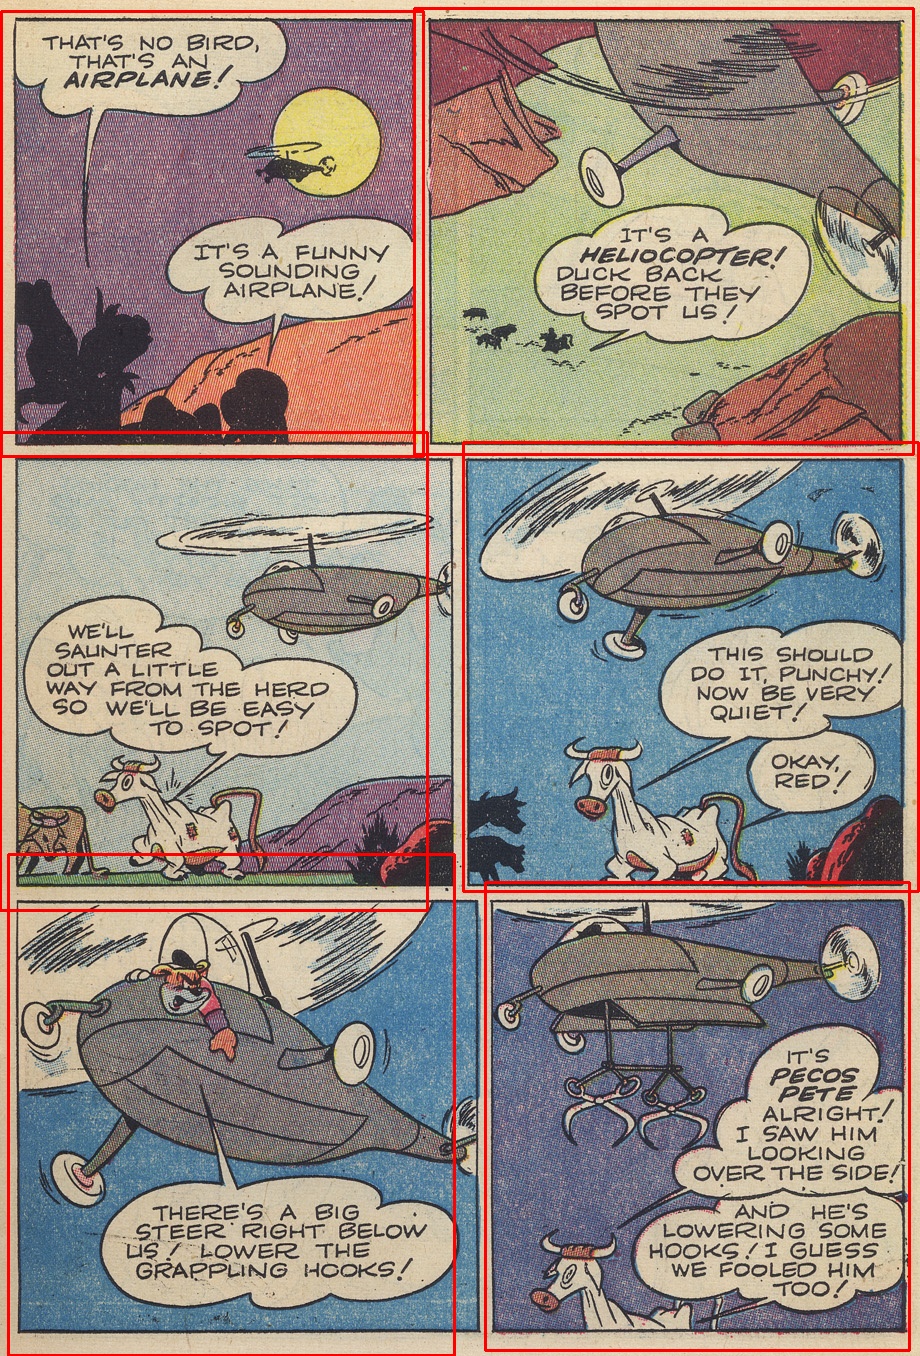 THAT'S NO BIRD,
THAT'S AN
AIRPLANE!
IT'S A FUNNY
SOUNDING
AIRPLANE!
IT'S A
HELIOCOPTER!
DUCK BACK
BEFORE THEY
SPOT US!
WE'LL
SAUNTER
OUT A LITTLE
WAY FROM THE HERD
SO WE'LL BE EASY
TO SPOT!
THIS SHOULD
DO IT, PUNCHY!
NOW BE VERY
QUIET!
OKAY,
RED!
THERE'S A BIG
STEER RIGHT BELOW
US! LOWER THE
GRAPPLING HOOKS!
IT'S
PECOS
PETE
ALRIGHT!
I SAW HIM
LOOKING
OVER THE SIDE!
AND HE'S
LOWERING SOME
HOOKS! I GUESS
WE FOOLED HIM
TOO!